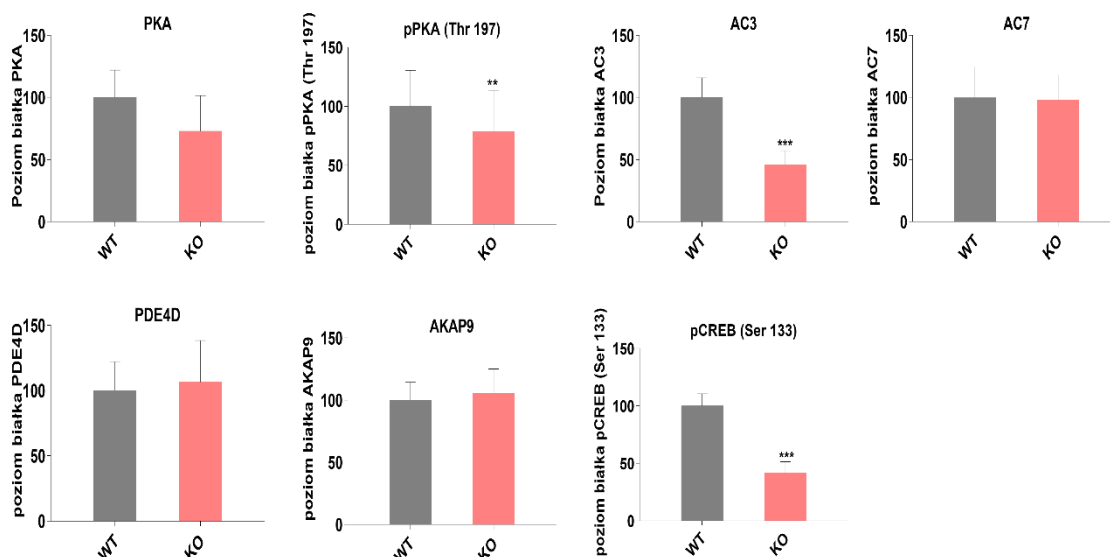 PKA
Poziom białka PKA
150
100
50
0
WT
KO
pPKA (Thr 197)
poziom białka pPKA (Thr 197)
150
100
50
0
**
WT
KO
AC3
Poziom białka AC3
150
100
50
0
***
WT
KO
AC7
poziom białka AC7
150
100
50
0
WT
KO
PDE4D
poziom białka PDE4D
150
100
50
0
WT
KO
AKAP9
poziom białka AKAP9
150
100
50
0
WT
KO
pCREB (Ser 133)
poziom białka pCREB (Ser 133)
150
100
50
0
***
WT
KO